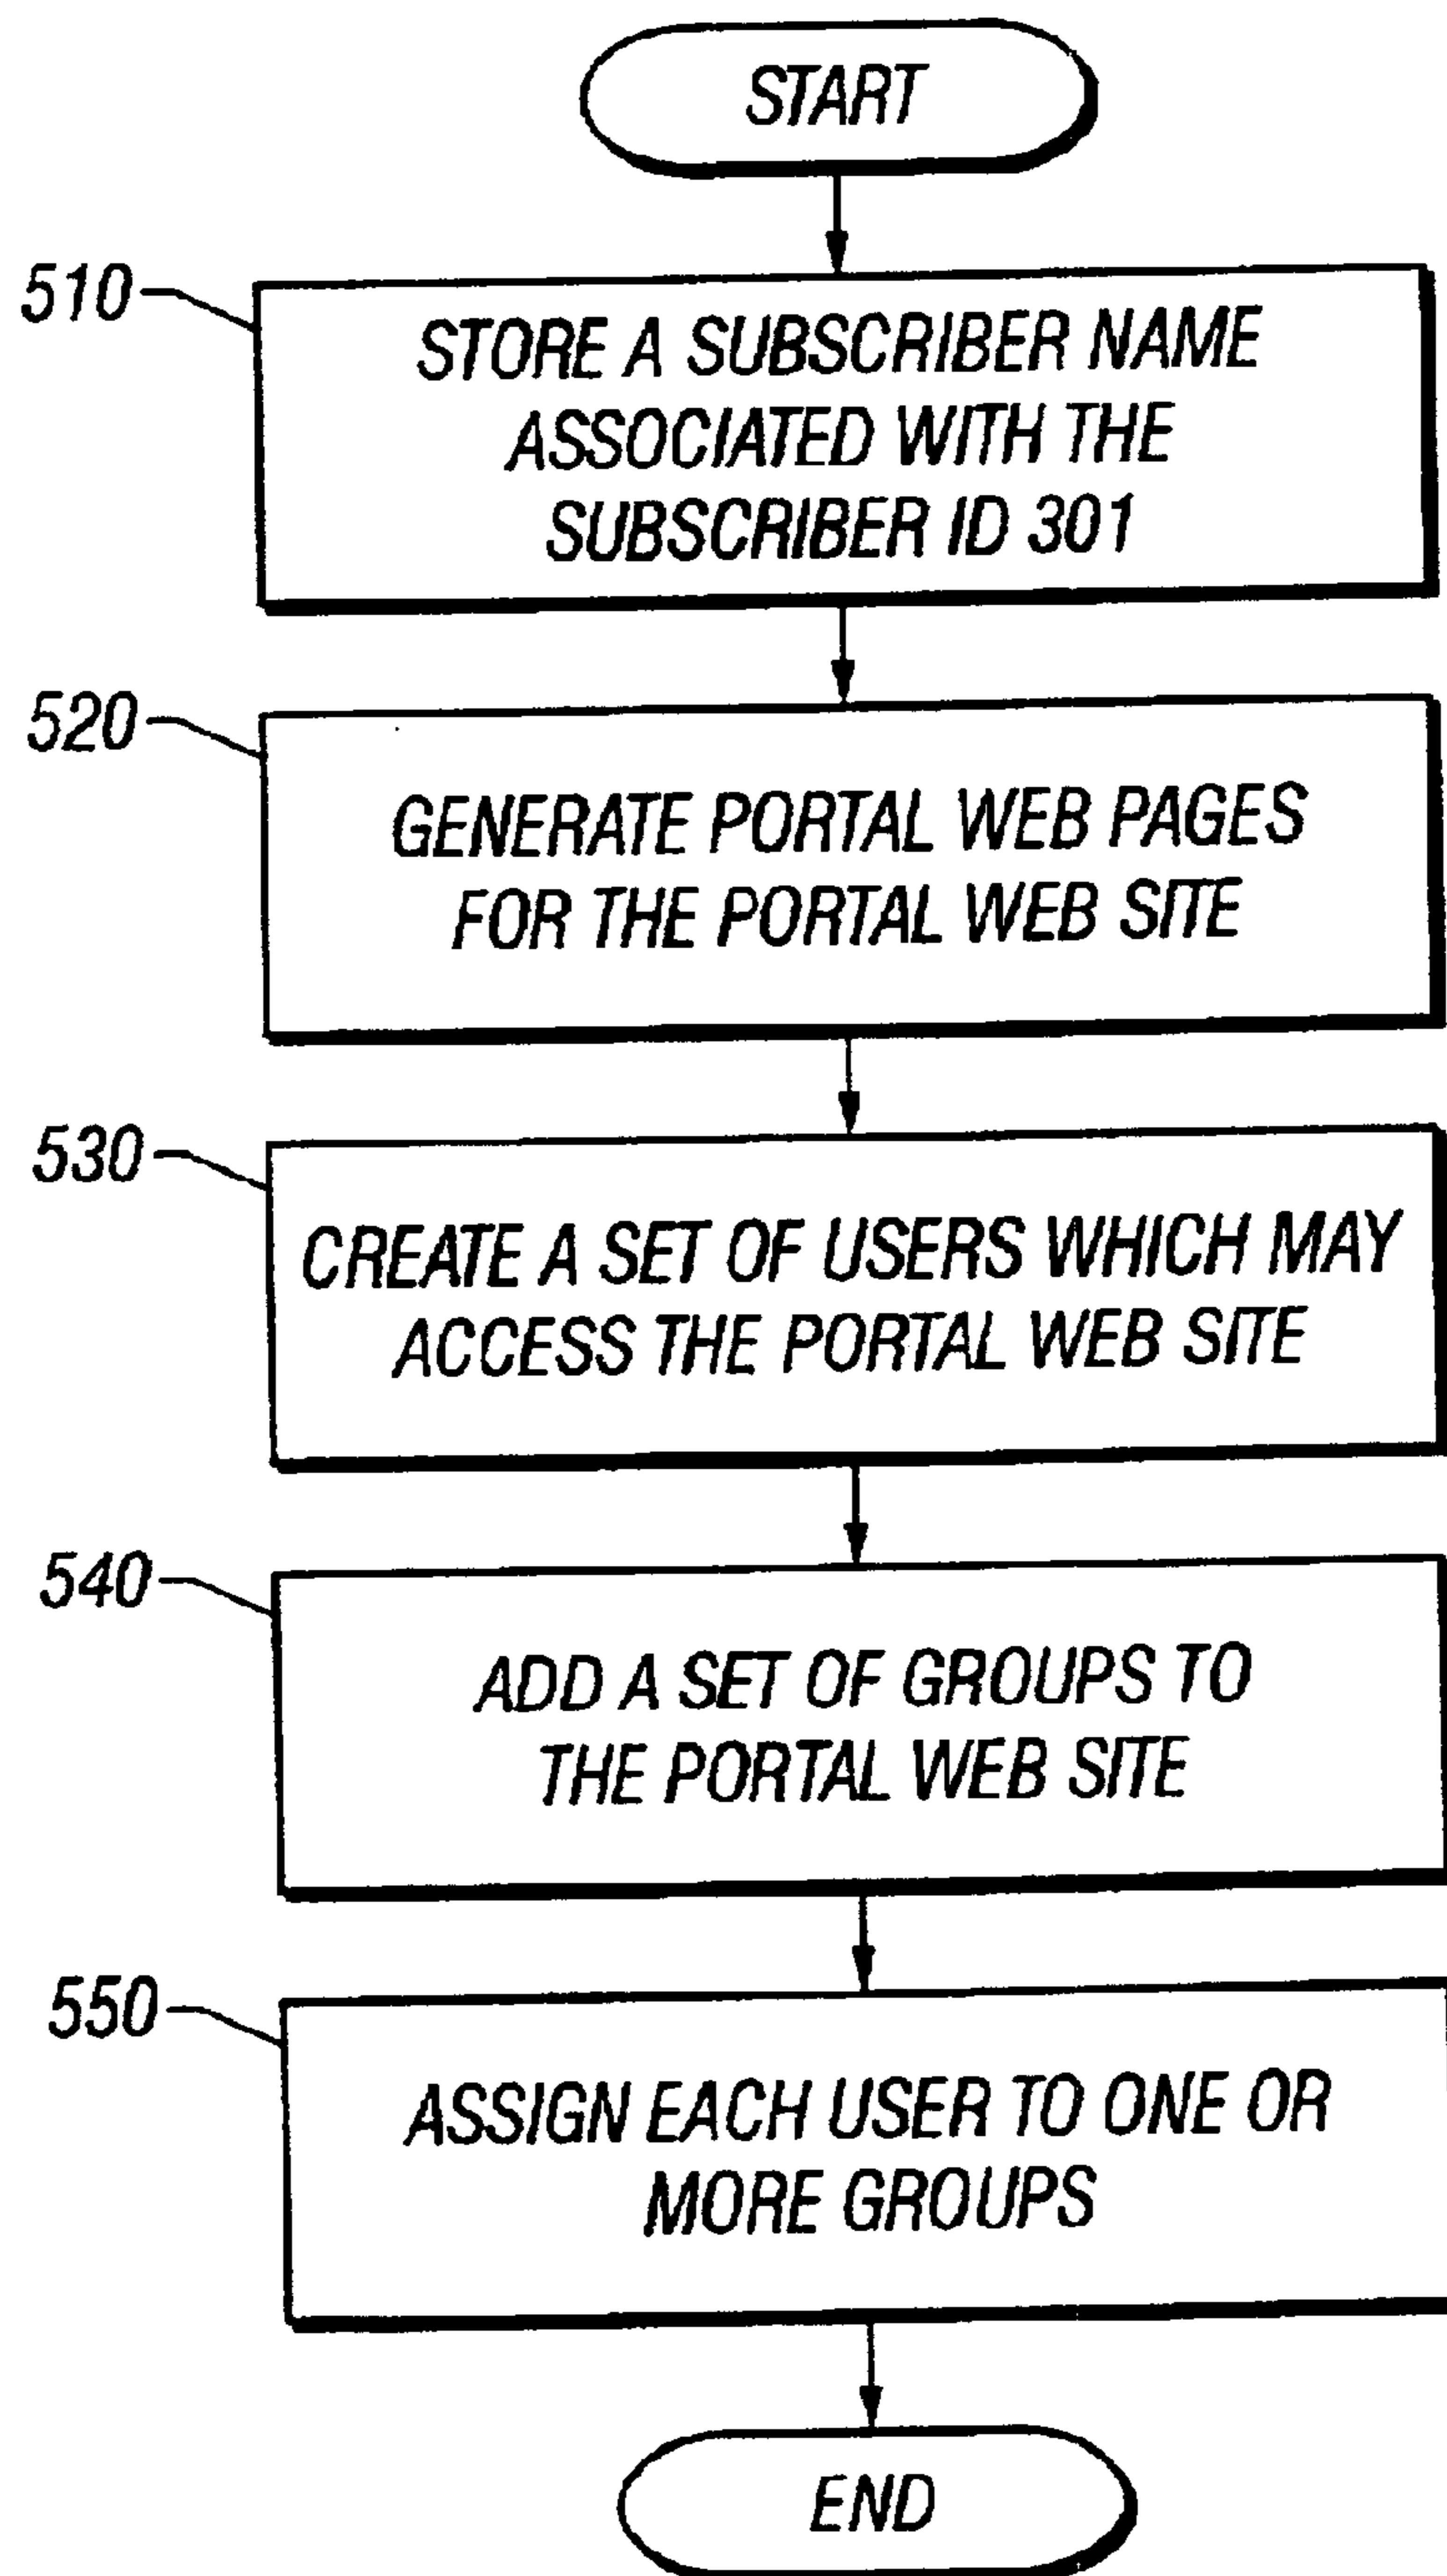 START
510
STORE A SUBSCRIBER NAME
ASSOCIATED WITH THE
SUBSCRIBER ID 301
520
GENERATE PORTAL WEB PAGES
FOR THE PORTAL WEB SITE
530
CREATE A SET OF USERS WHICH MAY
ACCESS THE PORTAL WEB SITE
540
ADD A SET OF GROUPS TO
THE PORTAL WEB SITE
550
ASSIGN EACH USER TO ONE OR
MORE GROUPS
END